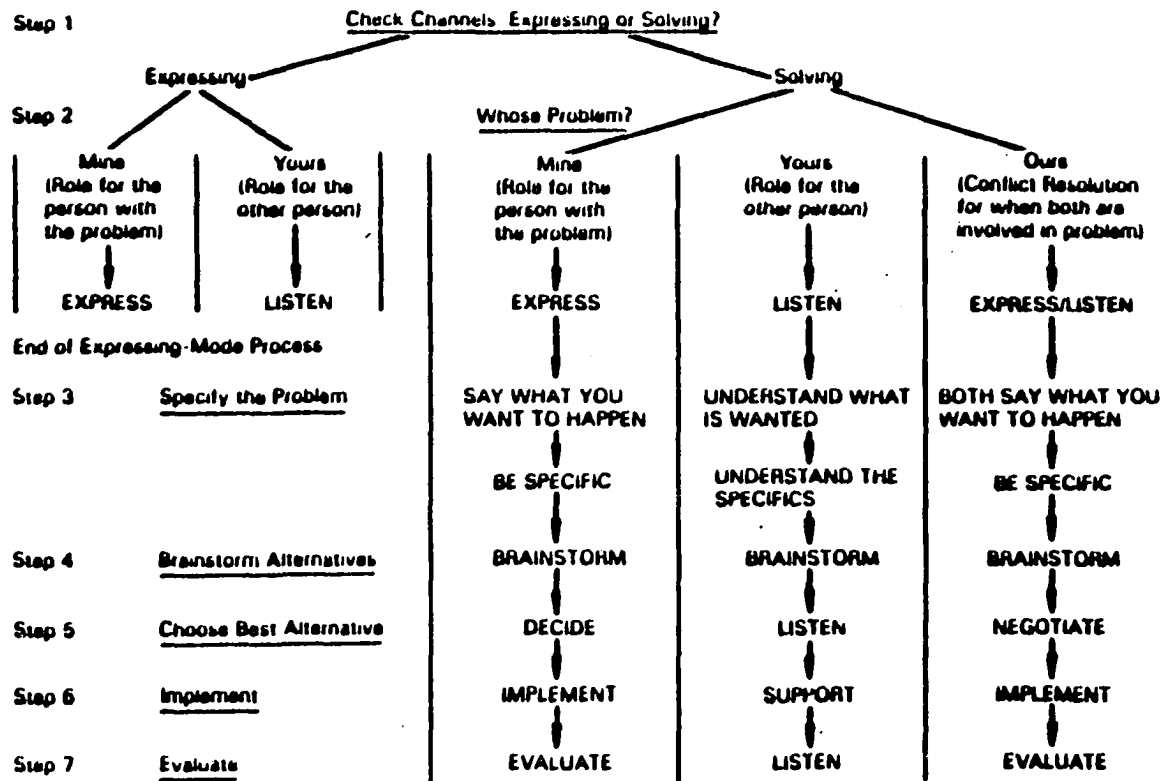 Step 1 Check Channels Expressing or Solving?
Expressing Solving
Step 2 Whose Problem?
Mine
(Role for the
person with
the problem)
EXPRESS
Yours
(Role for the
other person)
LISTEN
Mine
(Role for the
person with
the problem)
EXPRESS
Yours
(Role for the
other person)
LISTEN
Ours
(Conflict Resolution
for when both are
involved in problem)
EXPRESS/LISTEN
End of Expressing-Mode Process
Step 3 Specify the Problem
SAY WHAT YOU
WANT TO HAPPEN
UNDERSTAND WHAT
IS WANTED
BOTH SAY WHAT YOU
WANT TO HAPPEN
BE SPECIFIC
UNDERSTAND THE
SPECIFICS
BE SPECIFIC
Step 4 Brainstorm Alternatives BRAINSTORM BRAINSTORM BRAINSTORM
Step 5 Choose Best Alternative DECIDE LISTEN NEGOTIATE
Step 6 Implement IMPLEMENT SUPPORT IMPLEMENT
Step 7 Evaluate EVALUATE LISTEN EVALUATE